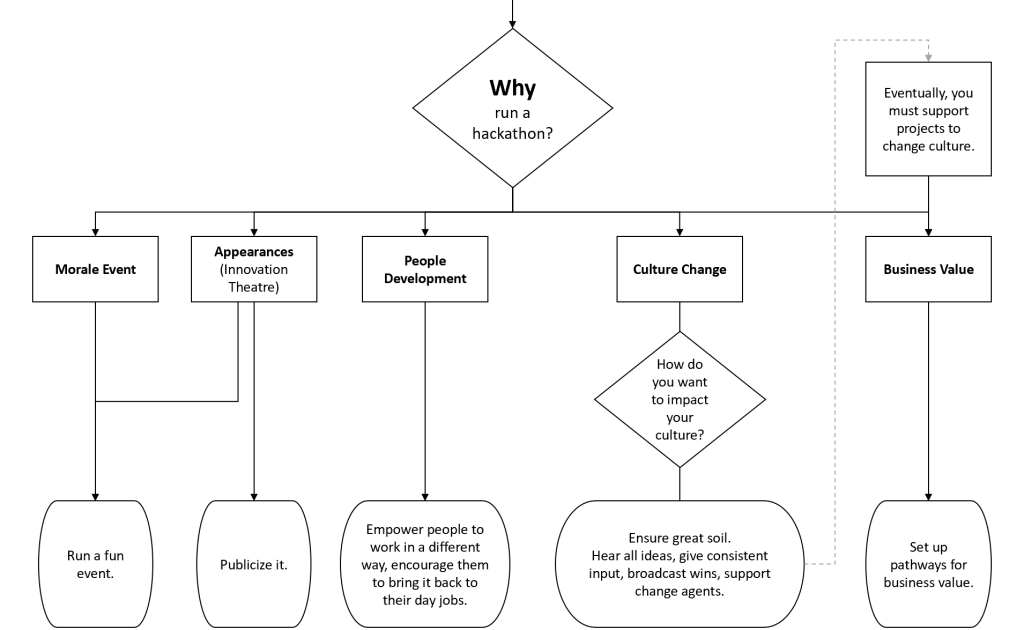 Why
run a
hackathon?
Eventually, you
must support
projects to
change culture.
Morale Event
Appearances
(Innovation
Theatre)
People
Development
Culture Change
Business Value
How do
you want
to impact
your
culture?
Run a fun
event.
Publicize it.
Empower people to
work in a different
way, encourage them
to bring it back to
their day jobs.
Ensure great soil.
Hear all ideas, give consistent
input, broadcast wins, support
change agents.
Set up
pathways for
business value.